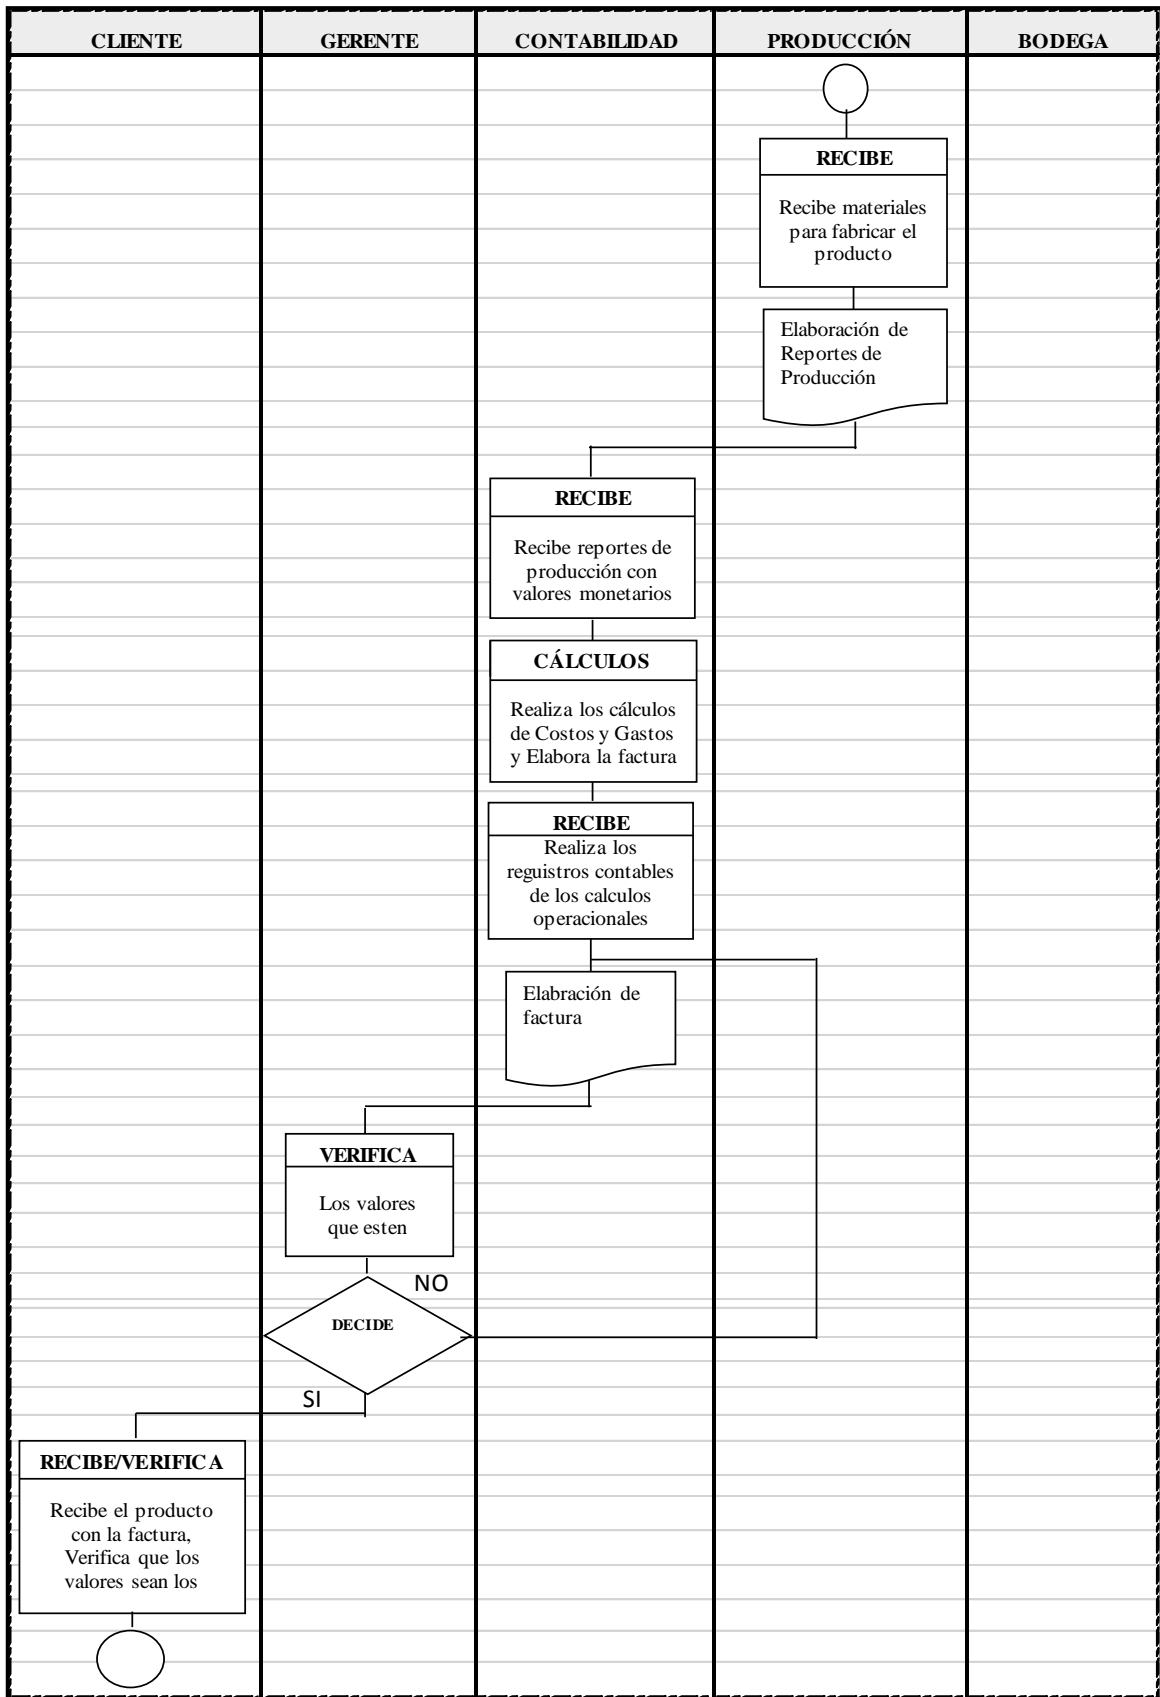 CLIENTE GERENTE CONTABILIDAD PRODUCCIÓN BODEGA
RECIBE
Recibe materiales
para fabricar el
producto
Elaboración de
Reportes de
Producción
RECIBE
Recibe reportes de
producción con
valores monetarios
CÁLCULOS
Realiza los cálculos
de Costos y Gastos
y Elabora la factura
RECIBE
Realiza los
reguistros contables
de los calculos
operacionales
Elabración de
factura
VERIFICA
Los valores
que esten
NO
DECIDE
SI
RECIBE/VERIFICA
Recibe el producto
con la factura,
Verifica que los
valores sean los